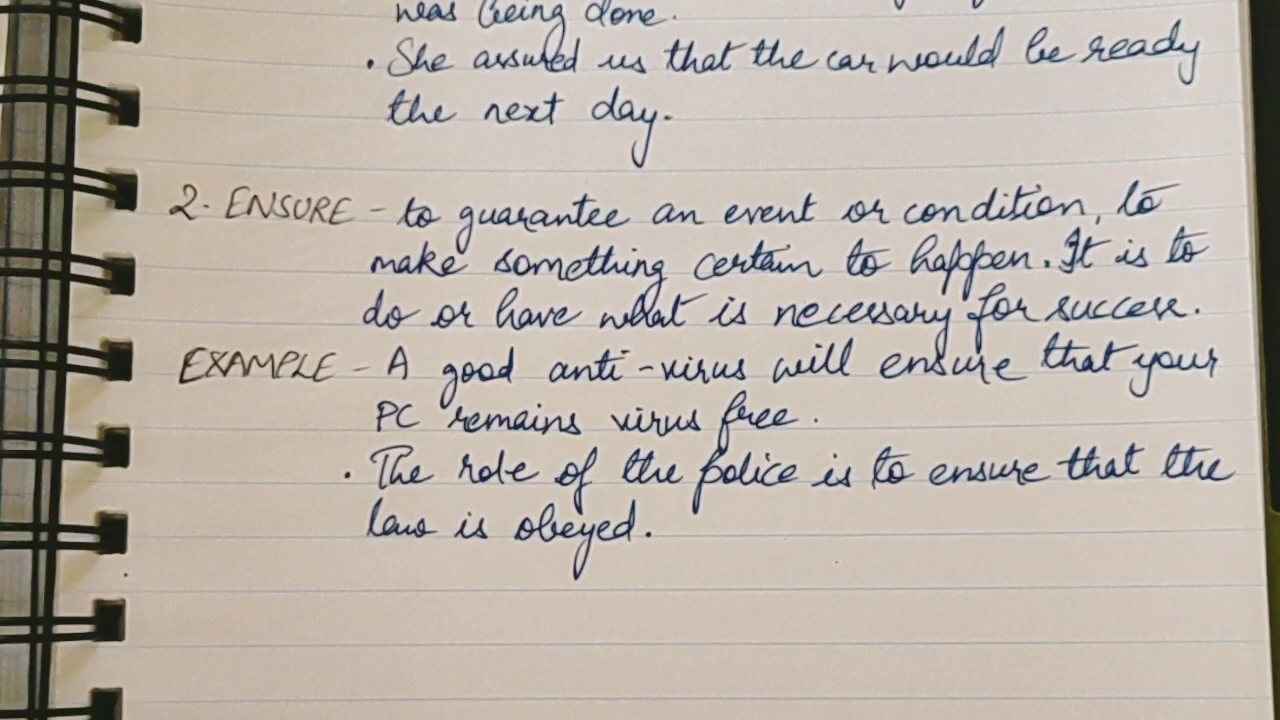 was being done.
• She assured us that the car would be ready
the next day.
2. ENSURE - to guarantee an event or condition, to
make something certain to happen. It is to
do or have what is necessary for success.
EXAMPLE - A good anti-virus will ensure that your
PC remains virus free.
• The role of the police is to ensure that the
law is obeyed.